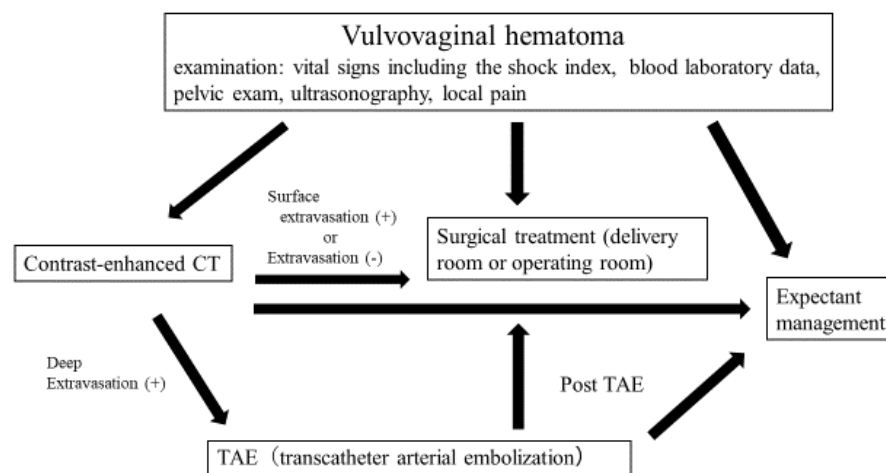 Vulvovaginal hematoma
examination: vital signs including the shock index, blood laboratory data,
pelvic exam, ultrasonography, local pain
Surface
extravasation (+)
or
Extravasation (-)
Surgical treatment (delivery
room or operating room)
Contrast-enhanced CT
Expectant
management
Deep
Extravasation (+)
Post TAE
TAE（transcatheter arterial embolization）